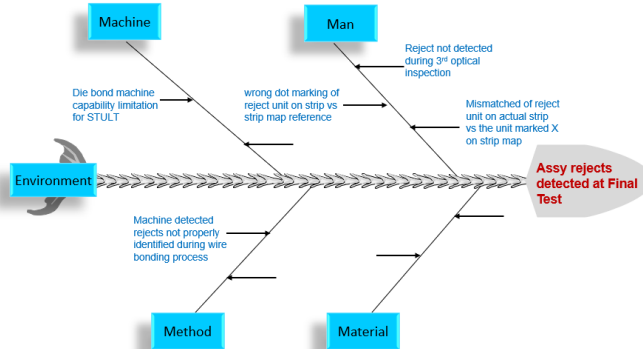 Machine
Man
Reject not detected
during 3rd optical
inspection
Die bond machine
capability limitation
for STULT
wrong dot marking of
reject unit on strip vs
strip map reference
Mismatched of reject
unit on actual strip
vs the unit marked X
on strip map
Environment
Assy rejects
detected at Final
Test
Machine detected
rejects not properly
identified during wire
bonding process
Method
Material